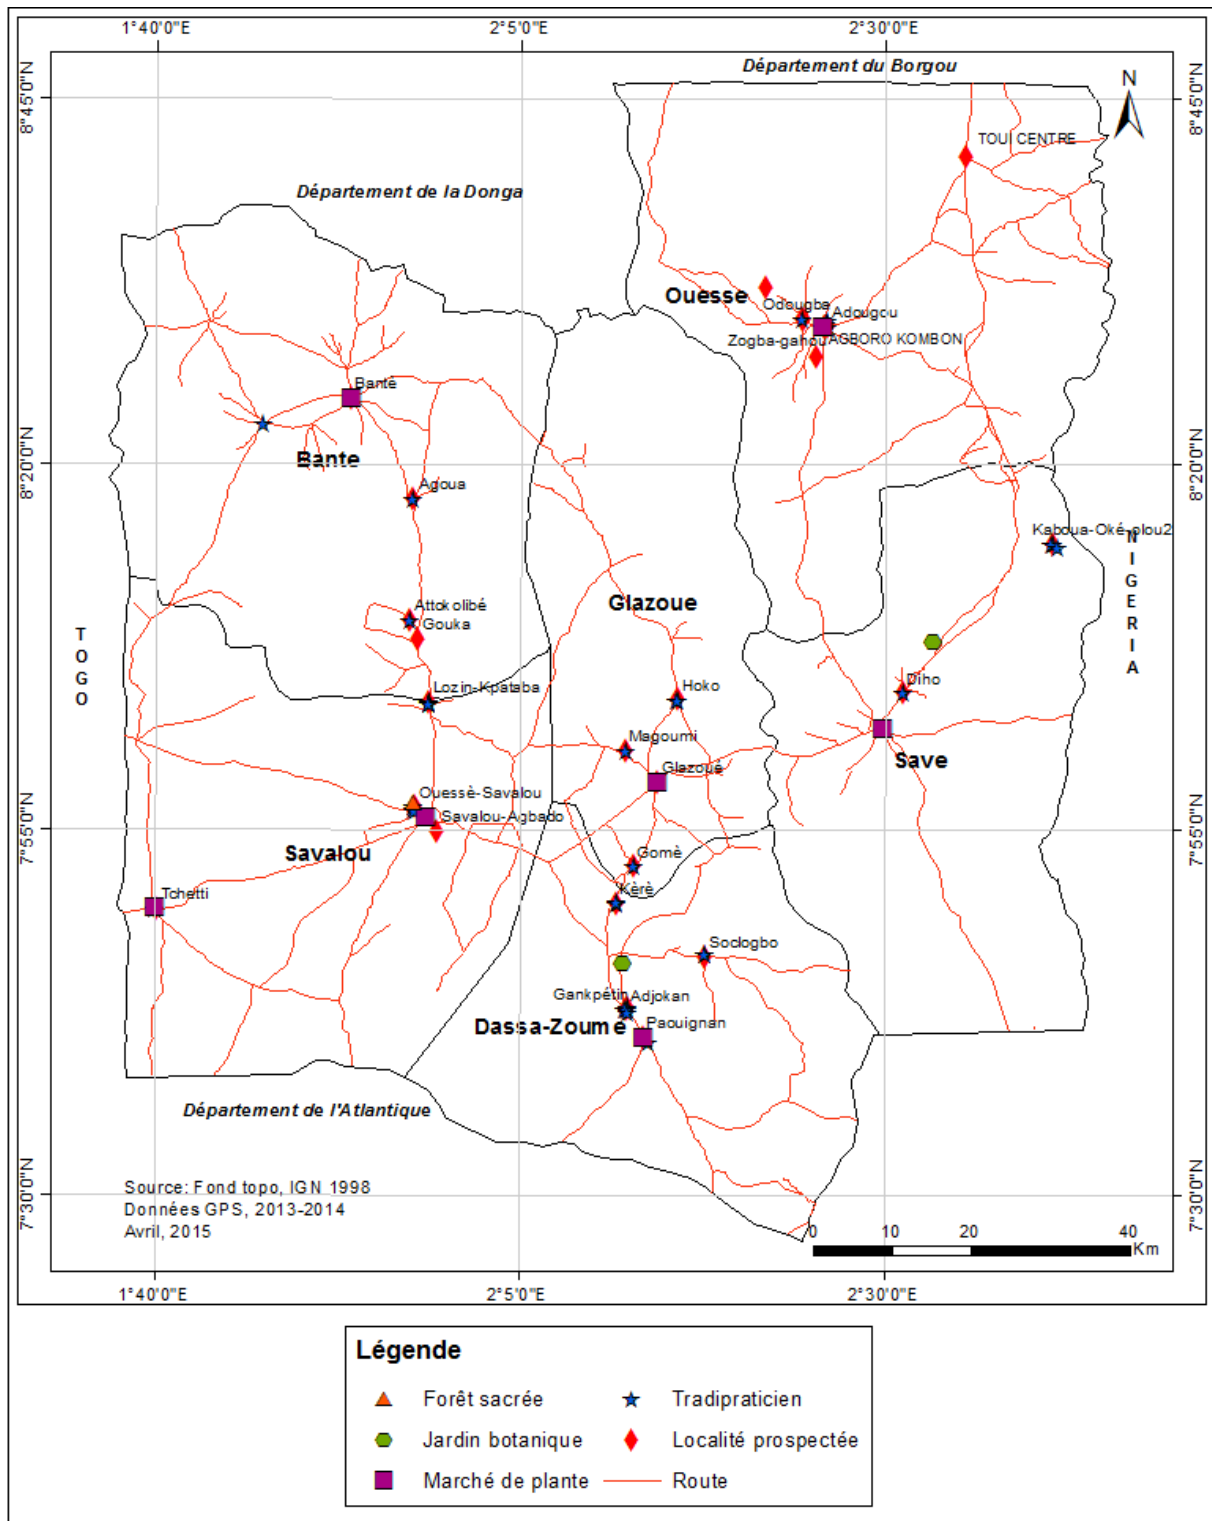 1°40'0"E
2°5'0"E
2°30'0"E
Département du Borgou
N
8°45'0"N
8°45'0"N
TOUI CENTRE
Département de la Donga
Ouesse
Odougba
Adougou
Zogba-gahou
AGBORO KOMBON
Bantè
Bante
8°20'0"N
8°20'0"N
Agoua
Kaboua-Oké-olou2
NIGERIA
Attokolibé
Glazoue
Gouka
TOGO
Diho
Lozin-Kpataba
Hoko
Magoumi
Save
Glazoué
Ouessè-Savalou
Savalou-Agbado
7°55'0"N
7°55'0"N
Savalou
Gomè
Tchetti
Kèrè
Soclogbo
Gankpétin
Adjokan
Dassa-Zoume
Paouignan
Département de l'Atlantique
7°30'0"N
7°30'0"N
Source: Fond topo, IGN 1998
Données GPS, 2013-2014
Avril, 2015
0 10 20 40
Km
1°40'0"E
2°5'0"E
2°30'0"E
Légende
Forêt sacrée
Tradipraticien
Jardin botanique
Localité prospectée
Marché de plante
Route